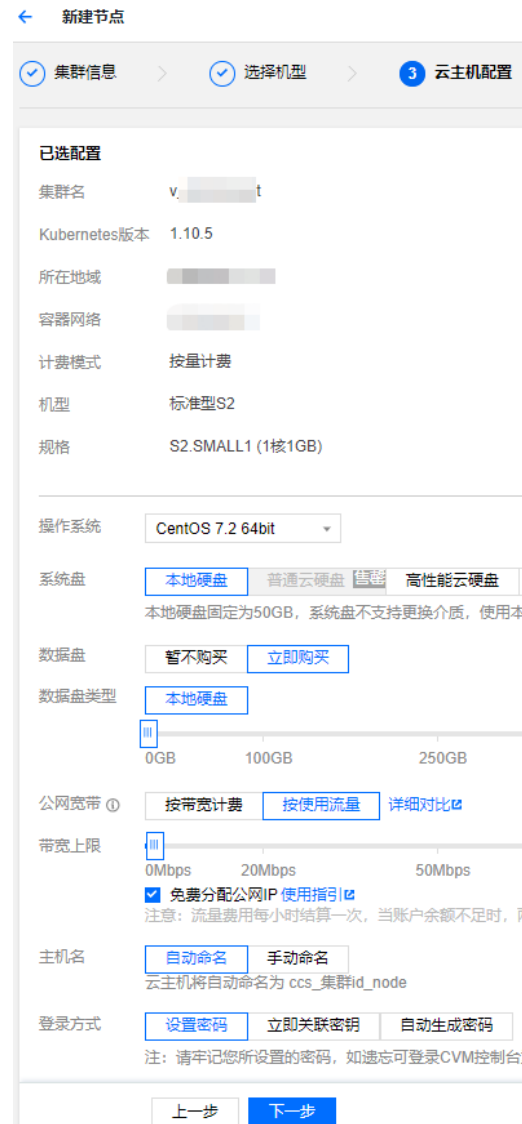 新建节点
集群信息
选择机型
3 云主机配置
已选配置
集群名 v_ t
Kubernetes版本 1.10.5
所在地域
容器网络
计费模式 按量计费
机型 标准型S2
规格 S2.SMALL1 (1核1GB)
操作系统 CentOS 7.2 64bit
系统盘 本地硬盘 普通云硬盘 售罄 高性能云硬盘
本地硬盘固定为50GB，系统盘不支持更换介质，使用本
数据盘 暂不购买 立即购买
数据盘类型 本地硬盘
0GB 100GB 250GB
公网宽带 按带宽计费 按使用流量 详细对比
带宽上限
0Mbps 20Mbps 50Mbps
免费分配公网IP 使用指引
注意：流量费用每小时结算一次，当账户余额不足时，
主机名 自动命名 手动命名
云主机将自动命名为 ccs_集群id_node
登录方式 设置密码 立即关联密钥 自动生成密码
注：请牢记您所设置的密码，如遗忘可登录CVM控制台
上一步 下一步